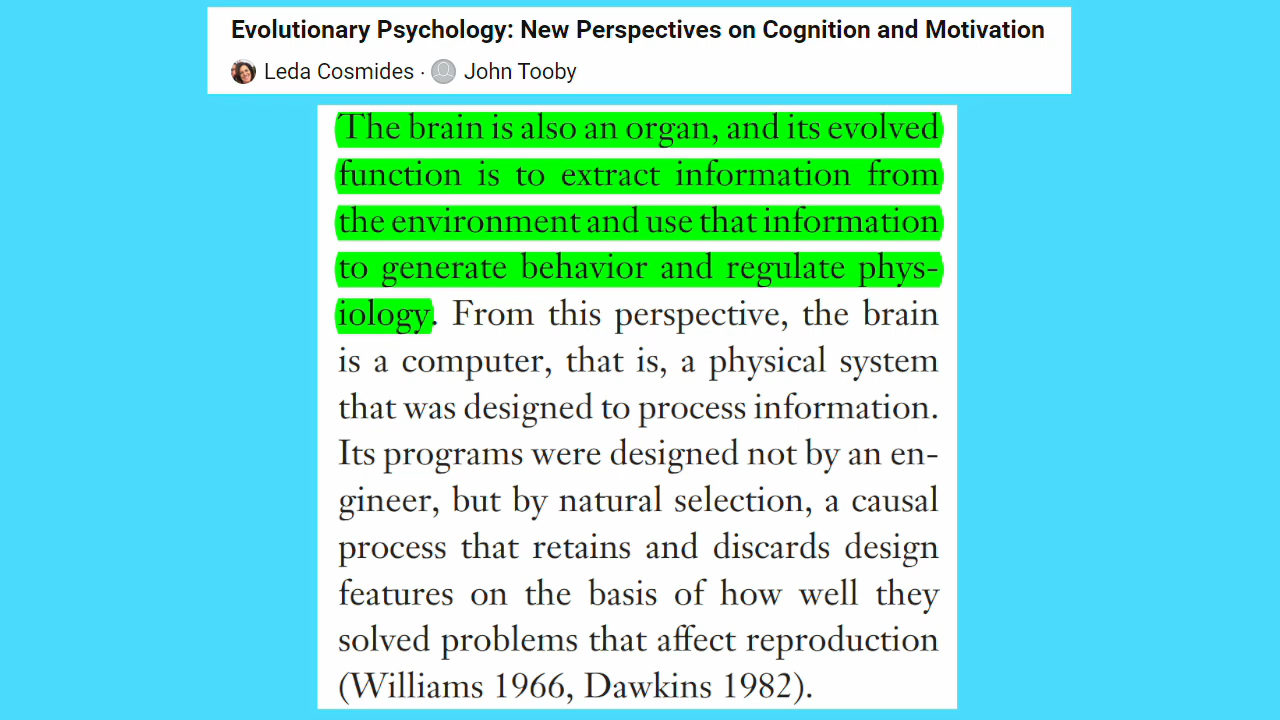 Evolutionary Psychology: New Perspectives on Cognition and Motivation
Leda Cosmides · John Tooby
The brain is also an organ, and its evolved
function is to extract information from
the environment and use that information
to generate behavior and regulate phys-
iology. From this perspective, the brain
is a computer, that is, a physical system
that was designed to process information.
Its programs were designed not by an en-
gineer, but by natural selection, a causal
process that retains and discards design
features on the basis of how well they
solved problems that affect reproduction
(Williams 1966, Dawkins 1982).